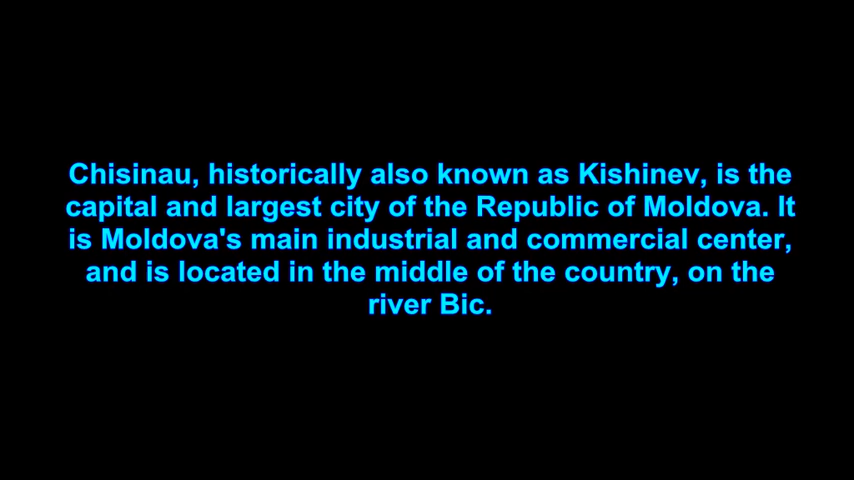 Chisinau, historically also known as Kishinev, is the
capital and largest city of the Republic of Moldova. It
is Moldova's main industrial and commercial center,
and is located in the middle of the country, on the
river Bic.